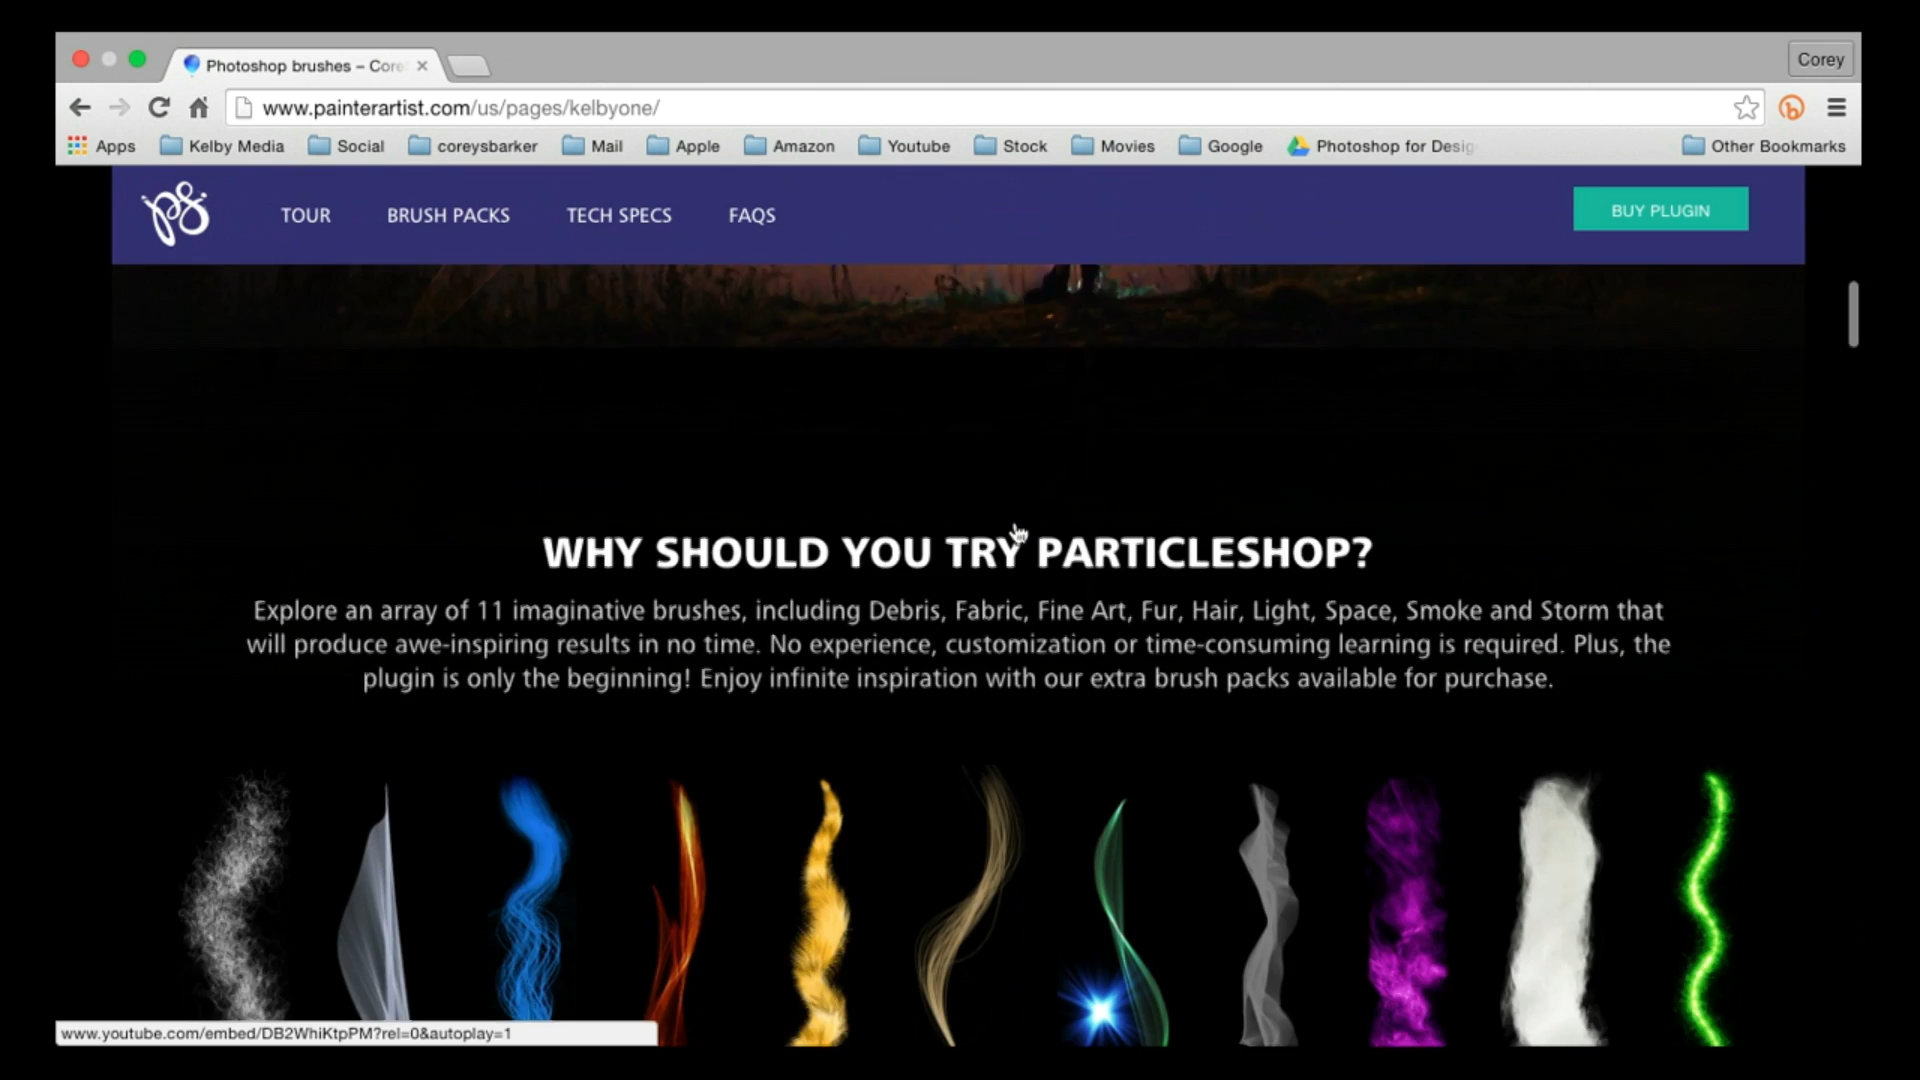 Photoshop brushes – Core
Corey
www.painterartist.com/us/pages/kelbyone/
Apps Kelby Media Social coreysbarker Mail Apple Amazon Youtube Stock Movies Google Photoshop for Desig Other Bookmarks
TOUR BRUSH PACKS TECH SPECS FAQS BUY PLUGIN
WHY SHOULD YOU TRY PARTICLESHOP?
Explore an array of 11 imaginative brushes, including Debris, Fabric, Fine Art, Fur, Hair, Light, Space, Smoke and Storm that
will produce awe-inspiring results in no time. No experience, customization or time-consuming learning is required. Plus, the
plugin is only the beginning! Enjoy infinite inspiration with our extra brush packs available for purchase.
www.youtube.com/embed/DB2WhiKtpPM?rel=0&autoplay=1